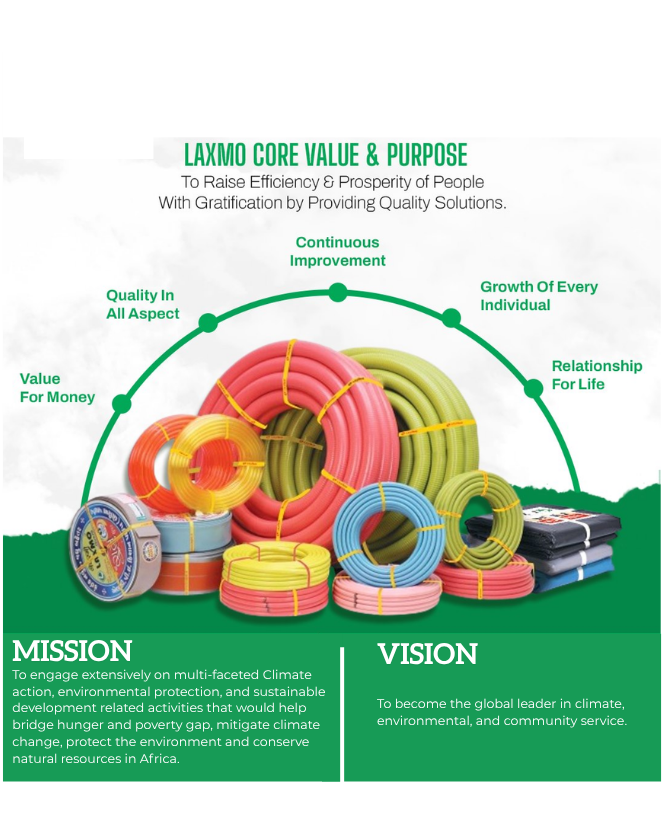 LAXMO CORE VALUE & PURPOSE
To Raise Efficiency & Prosperity of People
With Gratification by Providing Quality Solutions.
Continuous
Improvement
Quality In
All Aspect
Growth Of Every
Individual
Value
For Money
Relationship
For Life
MISSION
To engage extensively on multi-faceted Climate
action, environmental protection, and sustainable
development related activities that would help
bridge hunger and poverty gap, mitigate climate
change, protect the environment and conserve
natural resources in Africa.
VISION
To become the global leader in climate,
environmental, and community service.